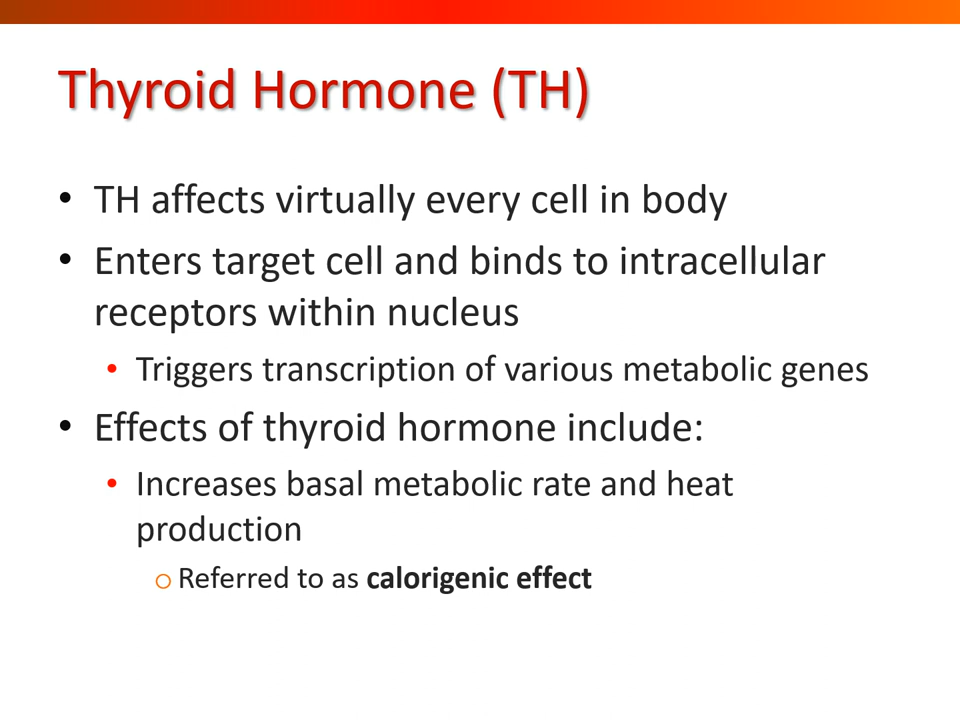 Thyroid Hormone (TH)
• TH affects virtually every cell in body
• Enters target cell and binds to intracellular
receptors within nucleus
• Triggers transcription of various metabolic genes
• Effects of thyroid hormone include:
• Increases basal metabolic rate and heat
production
o Referred to as calorigenic effect